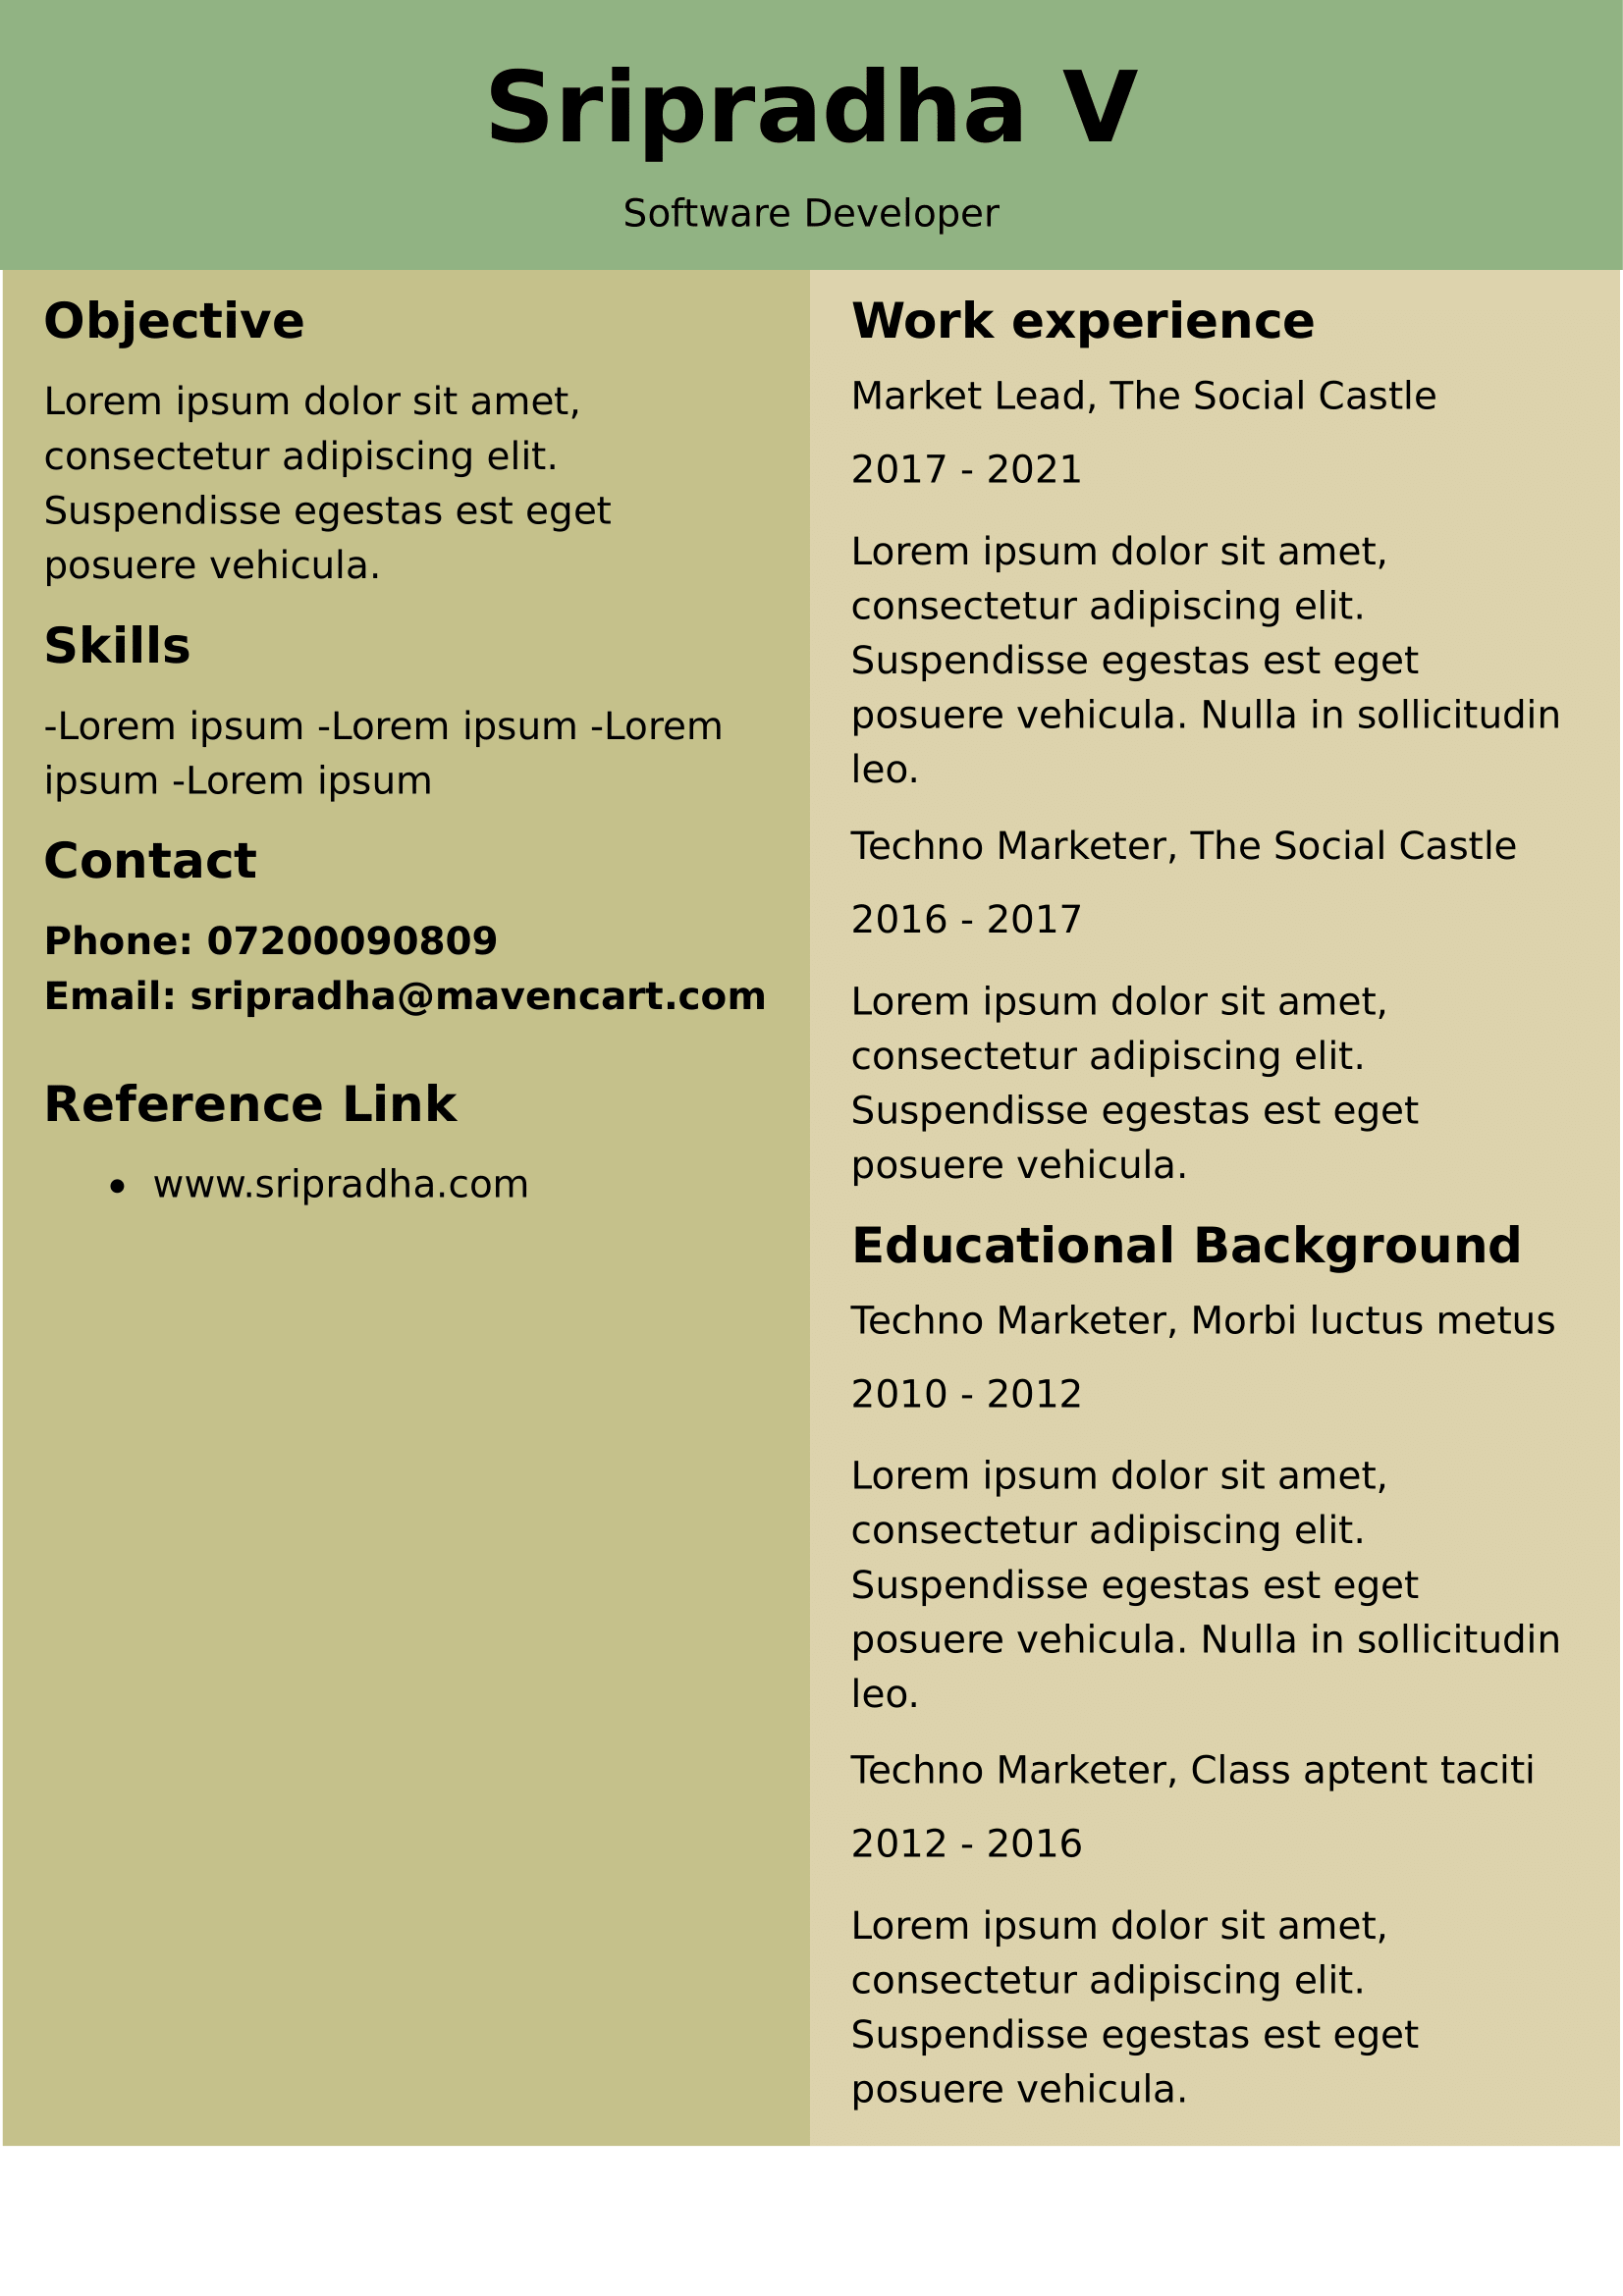 Sripradha V
Software Developer
Objective
Lorem ipsum dolor sit amet,
consectetur adipiscing elit.
Suspendisse egestas est eget
posuere vehicula.
Skills
-Lorem ipsum -Lorem ipsum -Lorem
ipsum -Lorem ipsum
Contact
Phone: 07200090809
Email: sripradha@mavencart.com
Reference Link
• www.sripradha.com
Work experience
Market Lead, The Social Castle
2017 - 2021
Lorem ipsum dolor sit amet,
consectetur adipiscing elit.
Suspendisse egestas est eget
posuere vehicula. Nulla in sollicitudin
leo.
Techno Marketer, The Social Castle
2016 - 2017
Lorem ipsum dolor sit amet,
consectetur adipiscing elit.
Suspendisse egestas est eget
posuere vehicula.
Educational Background
Techno Marketer, Morbi luctus metus
2010 - 2012
Lorem ipsum dolor sit amet,
consectetur adipiscing elit.
Suspendisse egestas est eget
posuere vehicula. Nulla in sollicitudin
leo.
Techno Marketer, Class aptent taciti
2012 - 2016
Lorem ipsum dolor sit amet,
consectetur adipiscing elit.
Suspendisse egestas est eget
posuere vehicula.